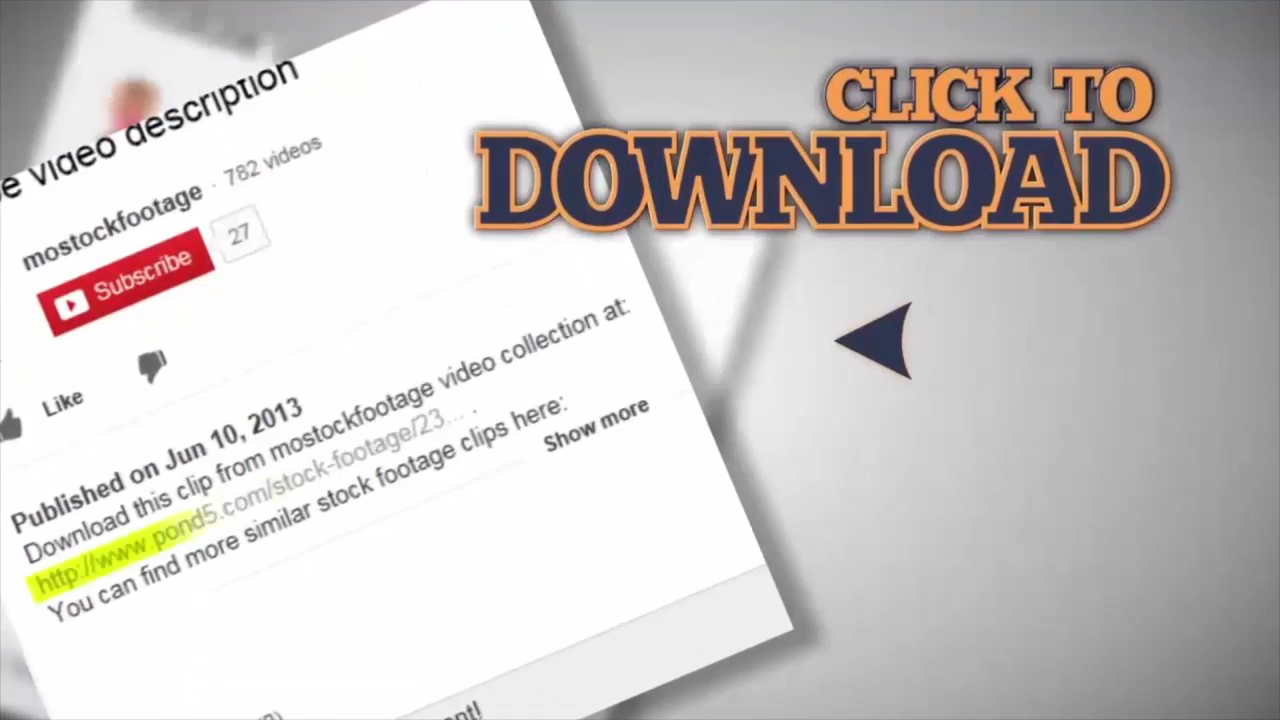 CLICK TO
DOWNLOAD
video description
mostockfootage · 782 videos
Subscribe 27
Like
Published on Jun 10, 2013
Download this clip from mostockfootage video collection at:
http://www.pond5.com/stock-footage/23... .
You can find more similar stock footage clips here:
Show more